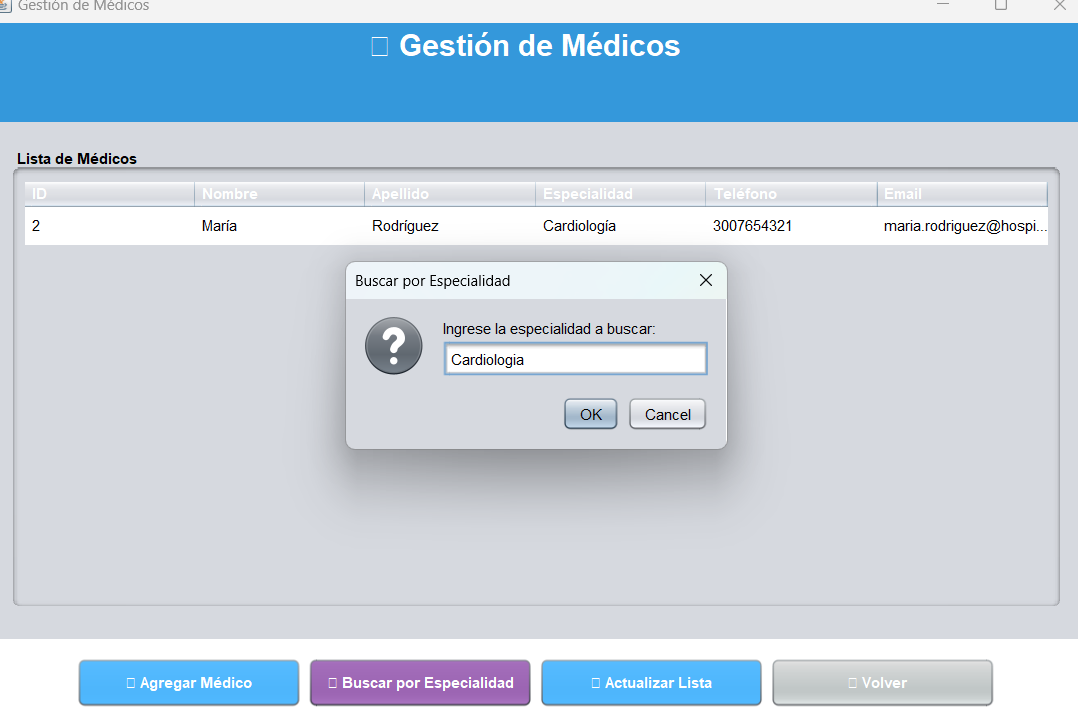 Gestión de Médicos
Gestión de Médicos
Lista de Médicos
ID Nombre Apellido Especialidad Teléfono Email
2 María Rodríguez Cardiología 3007654321 maria.rodriguez@hospi...
Buscar por Especialidad
Ingrese la especialidad a buscar:
Cardiologia
OK Cancel
Agregar Médico Buscar por Especialidad Actualizar Lista Volver